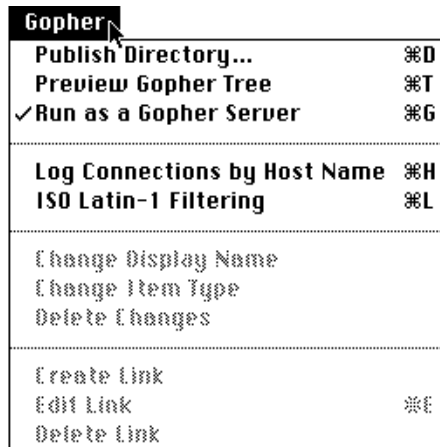 Gopher
Publish Directory... ⌘D
Preview Gopher Tree ⌘T
✓Run as a Gopher Server ⌘G
Log Connections by Host Name ⌘H
ISO Latin-1 Filtering ⌘L
Change Display Name
Change Item Type
Delete Changes
Create Link
Edit Link ⌘E
Delete Link